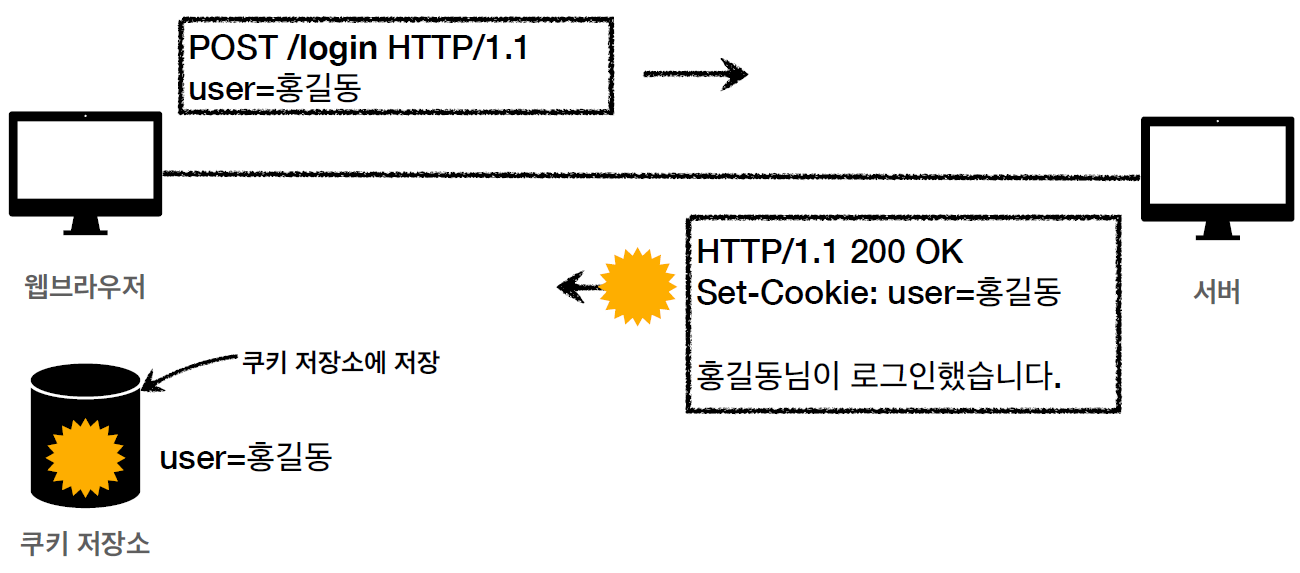 POST /login HTTP/1.1
user=홍길동
웹브라우저
서버
HTTP/1.1 200 OK
Set-Cookie: user=홍길동
홍길동님이 로그인했습니다.
쿠키 저장소에 저장
user=홍길동
쿠키 저장소